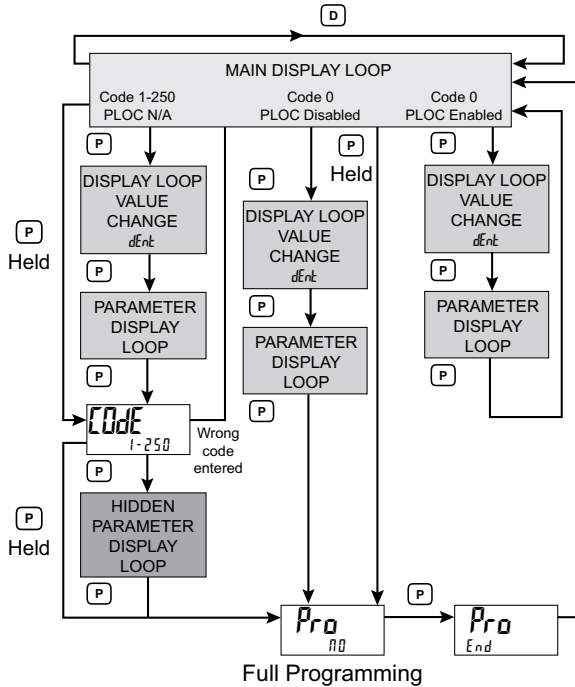 D
MAIN DISPLAY LOOP
Code 1-250
PLOC N/A
Code 0
PLOC Disabled
Code 0
PLOC Enabled
P
P
Held
P
P
P
Held
DISPLAY LOOP
VALUE
CHANGE
dEnt
DISPLAY LOOP
VALUE
CHANGE
dEnt
DISPLAY LOOP
VALUE
CHANGE
dEnt
P
P
P
PARAMETER
DISPLAY
LOOP
PARAMETER
DISPLAY
LOOP
PARAMETER
DISPLAY
LOOP
P
P
P
COdE
1-250
Wrong
code
entered
P
P
Held
HIDDEN
PARAMETER
DISPLAY
LOOP
P
P
Pro
NO
Pro
End
Full Programming